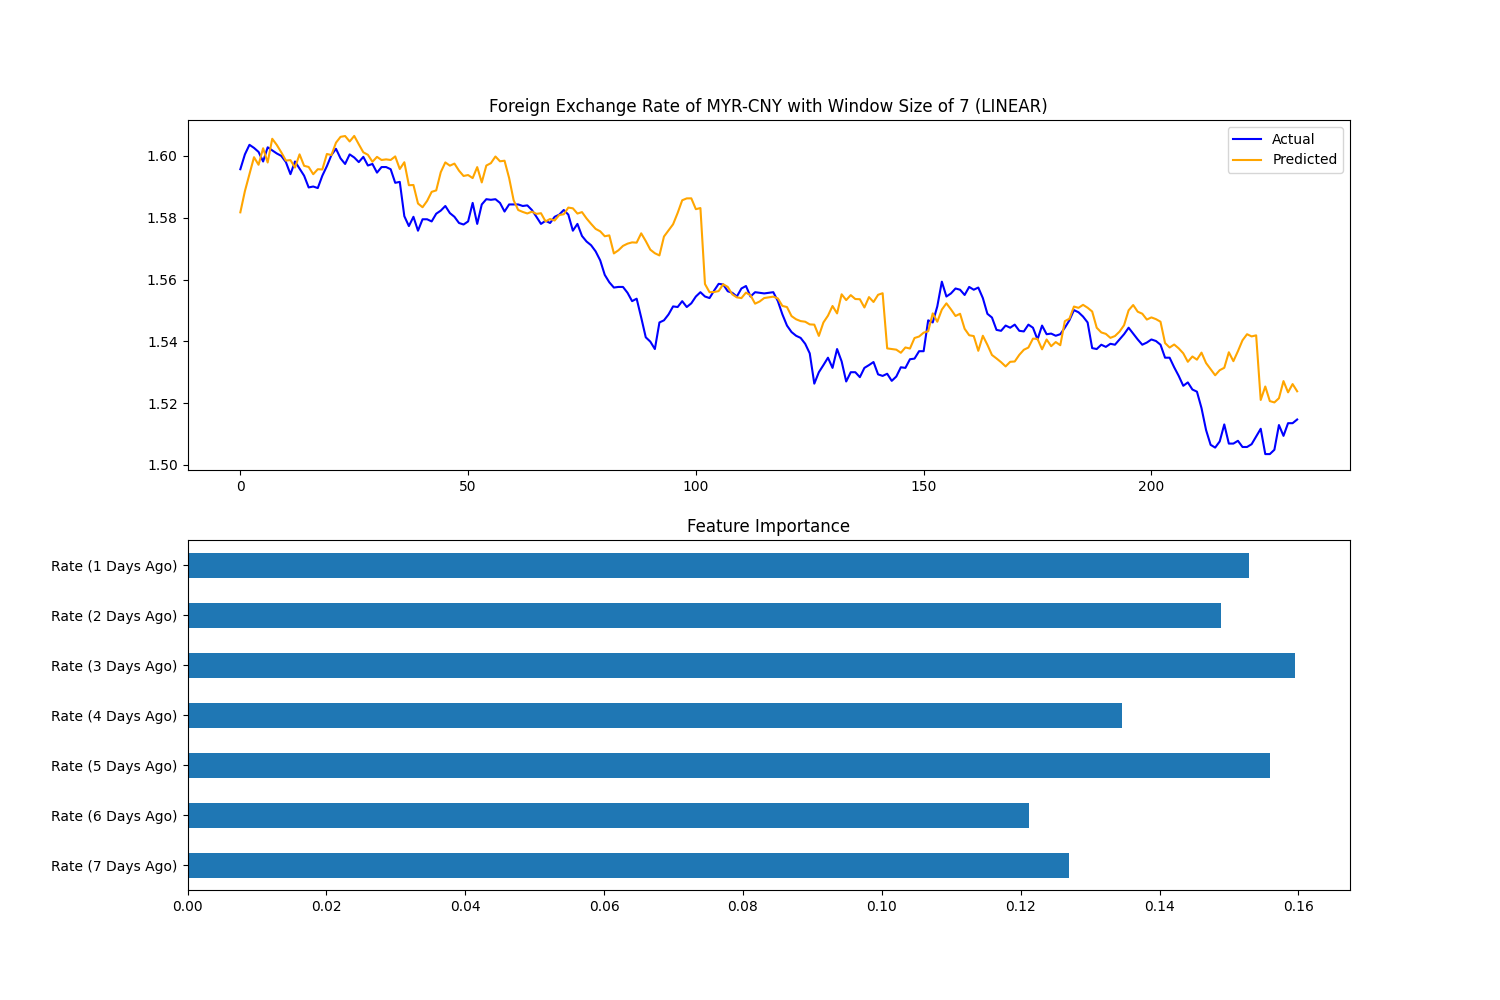 Foreign Exchange Rate of MYR-CNY with Window Size of 7 (LINEAR)
Actual
Predicted
1.60
1.58
1.56
1.54
1.52
1.50
0 50 100 150 200
Feature Importance
Rate (1 Days Ago)
Rate (2 Days Ago)
Rate (3 Days Ago)
Rate (4 Days Ago)
Rate (5 Days Ago)
Rate (6 Days Ago)
Rate (7 Days Ago)
0.00 0.02 0.04 0.06 0.08 0.10 0.12 0.14 0.16